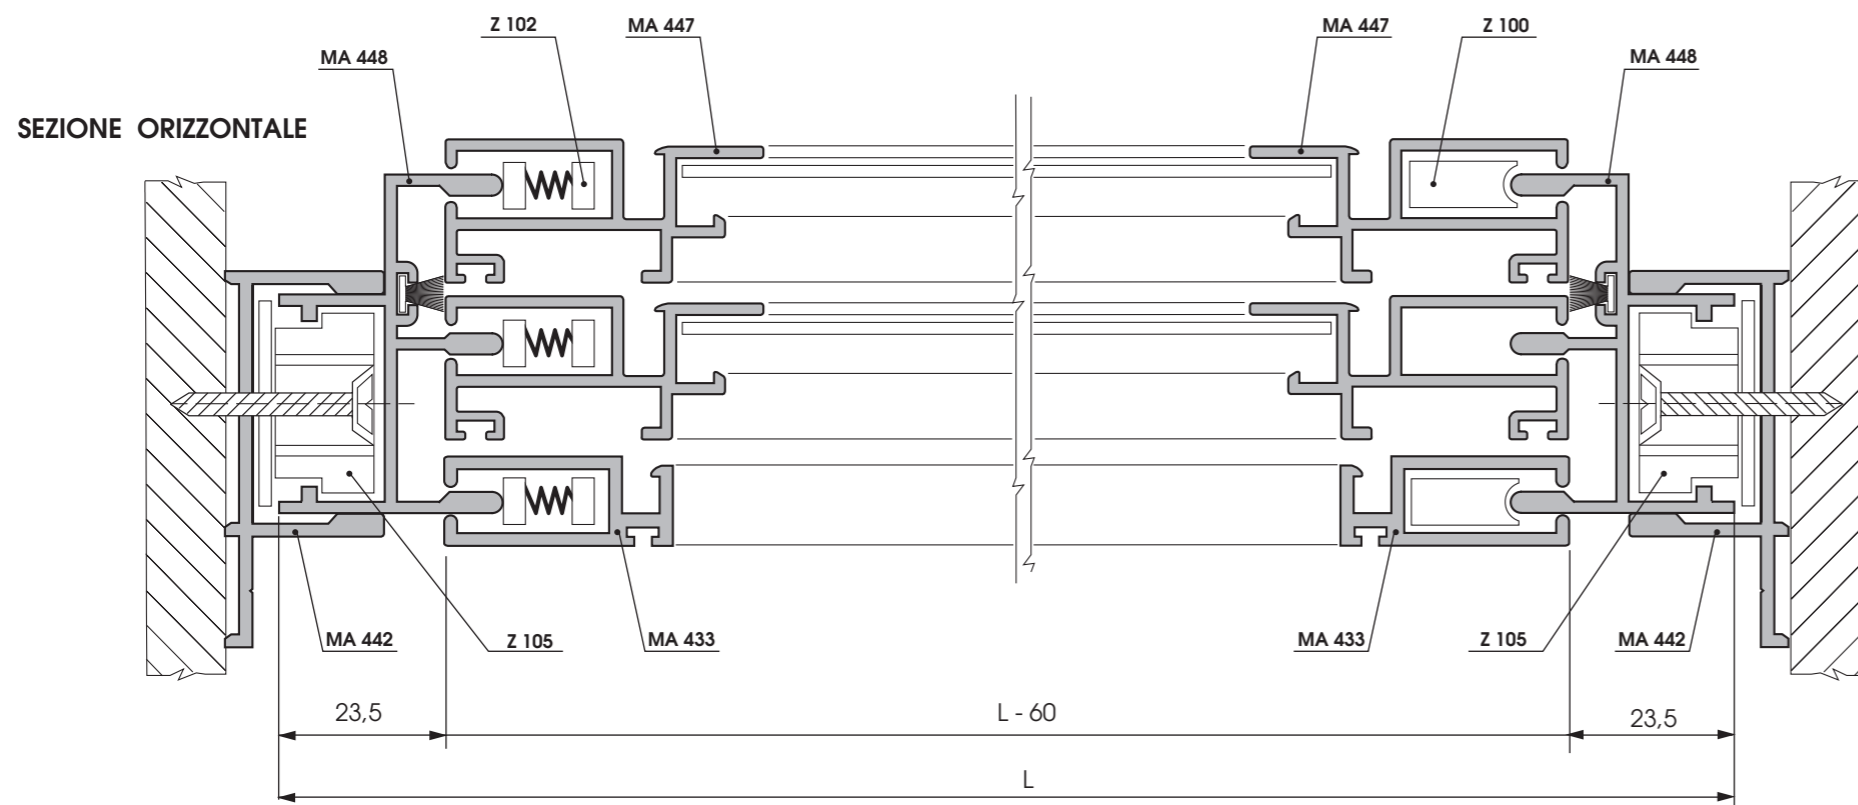 Z 102
MA 447
MA 447
Z 100
MA 448
MA 448
SEZIONE ORIZZONTALE
MA 442
Z 105
MA 433
MA 433
Z 105
MA 442
23,5
L - 60
23,5
L